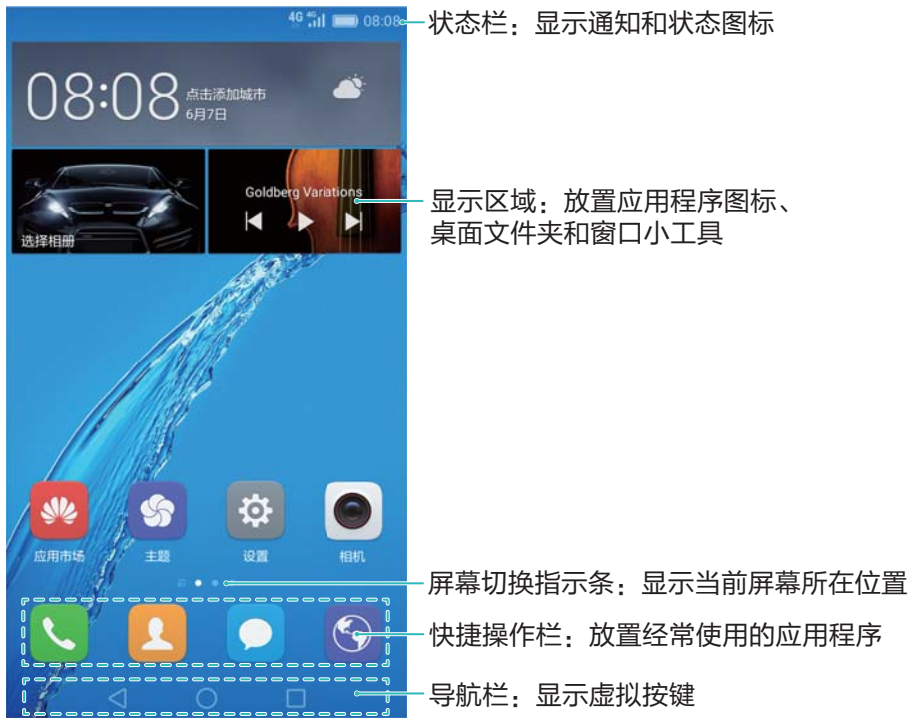 4G 4G 08:08
状态栏：显示通知和状态图标
08:08
点击添加城市
6月7日
Goldberg Variations
选择相册
显示区域：放置应用程序图标、
桌面文件夹和窗口小工具
应用市场 主题 设置 相机
屏幕切换指示条：显示当前屏幕所在位置
快捷操作栏：放置经常使用的应用程序
导航栏：显示虚拟按键